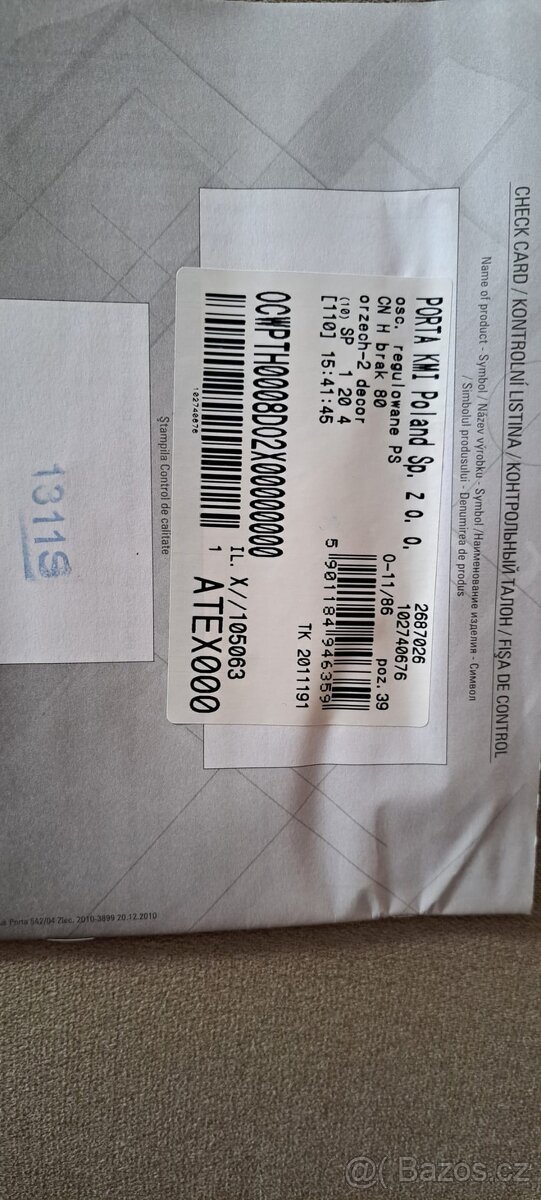 CHECK CARD / KONTROLNÍ LISTINA / КОНТРОЛЬНЫЙ ТАЛОН / FIŞA DE CONTROL
Name of product - Symbol / Název výrobku - Symbol /Наименование изделия - Символ
/ Simbolul produsului - Denumirea de produs
PORTA KMI Poland Sp. z o. o. 2687026
osc. regulowane PS 102740676
CN H brak 80 0-11/86 poz.39
orzech-2 decor
(10) SP 1 20 4
[110] 15:41:45
5 901184 946359
TK 2011191
OCWPTH0008D02X00000000
IL. X//105063
1 ATEX000
102740676
Ştampila Control de calitate
1311S
Porta 542/04 Zlec. 2010-3899 20.12.2010
@ Bazos.cz